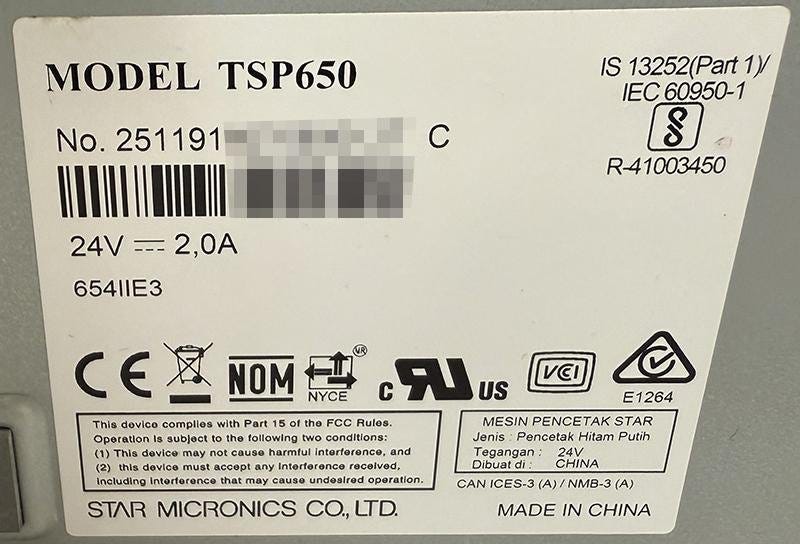 MODEL TSP650
IS 13252(Part 1)/
IEC 60950-1
R-41003450
No. 251191
C
24V 2,0A
654IIE3
CE
NOM
NYCE
VR
c RU US
VCI
E1264
This device complies with Part 15 of the FCC Rules.
Operation is subject to the following two conditions:
(1) This device may not cause harmful interference, and
(2) this device must accept any interference received,
including interference that may cause undesired operation.
MESIN PENCETAK STAR
Jenis : Pencetak Hitam Putih
Tegangan : 24V
Dibuat di : CHINA
CAN ICES-3 (A) / NMB-3 (A)
STAR MICRONICS CO., LTD.
MADE IN CHINA